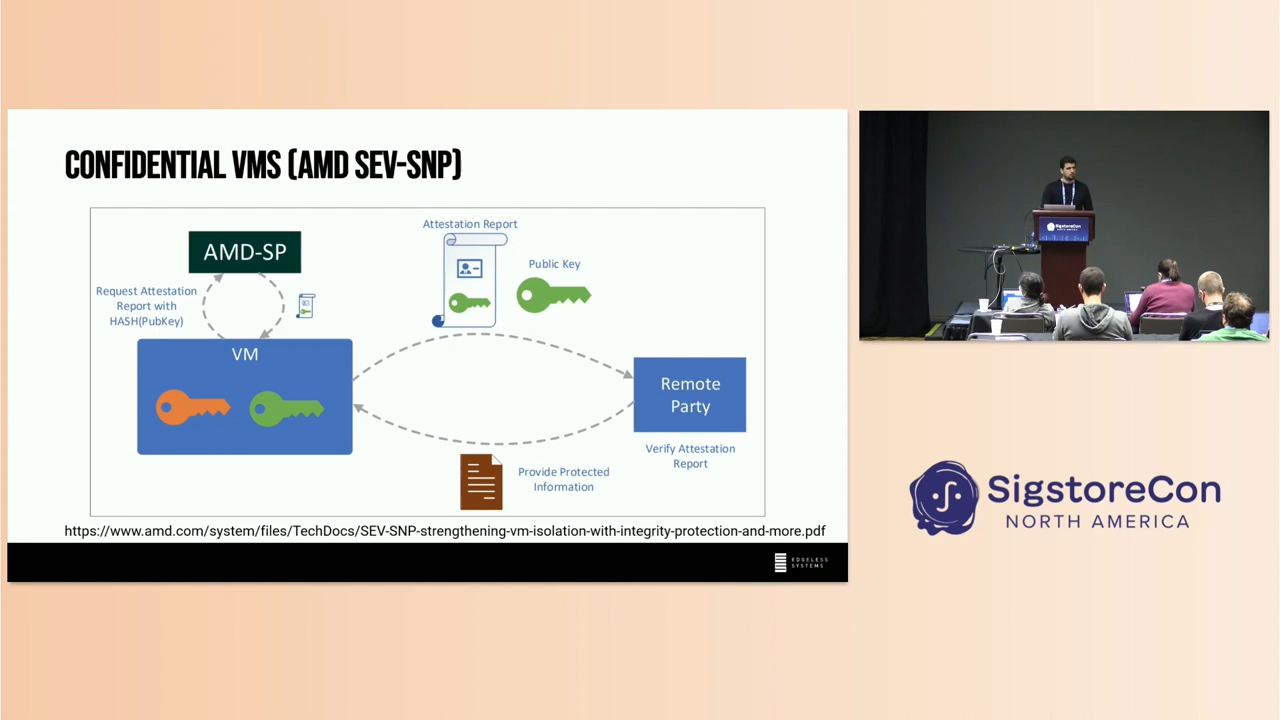 CONFIDENTIAL VMS (AMD SEV-SNP)
AMD-SP
Request Attestation
Report with
HASH(PubKey)
VM
Attestation Report
Public Key
Remote
Party
Verify Attestation
Report
Provide Protected
Information
https://www.amd.com/system/files/TechDocs/SEV-SNP-strengthening-vm-isolation-with-integrity-protection-and-more.pdf
EDGELESS
SYSTEMS
SigstoreCon
SigstoreCon
NORTH AMERICA